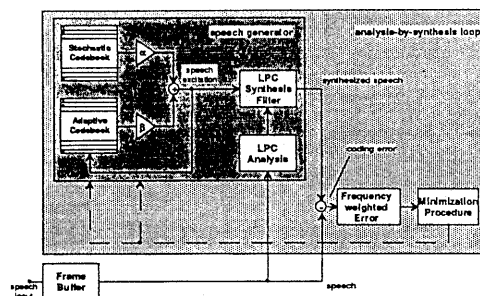 Stochastic
Codebook
α
speech generator
analysis-by-synthesis loop
speech
excitation
LPC
Synthesis
Filter
synthesized speech
Adaptive
Codebook
β
LPC
Analysis
coding error
Frequency
weighted
Error
Minimization
Procedure
Frame
Buffer
speech
input
speech